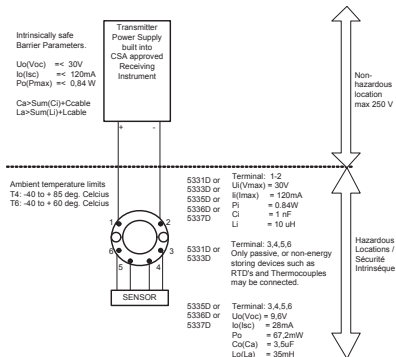 Intrinsically safe
Barrier Parameters.
Uo(Voc) =< 30V
Io(Isc) =< 120mA
Po(Pmax) =< 0,84 W
Ca>Sum(Ci)+Ccable
La>Sum(Li)+Lcable
Transmitter
Power Supply
built into
CSA approved
Receiving
Instrument
+ -
Non-
hazardous
location
max 250 V
Ambient temperature limits
T4: -40 to + 85 deg. Celcius
T6: -40 to + 60 deg. Celcius
1 2
6 3
5 4
SENSOR
5331D or
5333D or
5335D or
5336D or
5337D
Terminal: 1-2
Ui(Vmax) = 30V
Ii(Imax) = 120mA
Pi = 0.84W
Ci = 1 nF
Li = 10 uH
5331D or
5333D
Terminal: 3,4,5,6
Only passive, or non-energy
storing devices such as
RTD's and Thermocouples
may be connected.
5335D or
5336D or
5337D
Terminal: 3,4,5,6
Uo(Voc) = 9,6V
Io(Isc) = 28mA
Po = 67,2mW
Co(Ca) = 3,5uF
Lo(La) = 35mH
Hazardous
Locations /
Sécurité
Intrinsèque